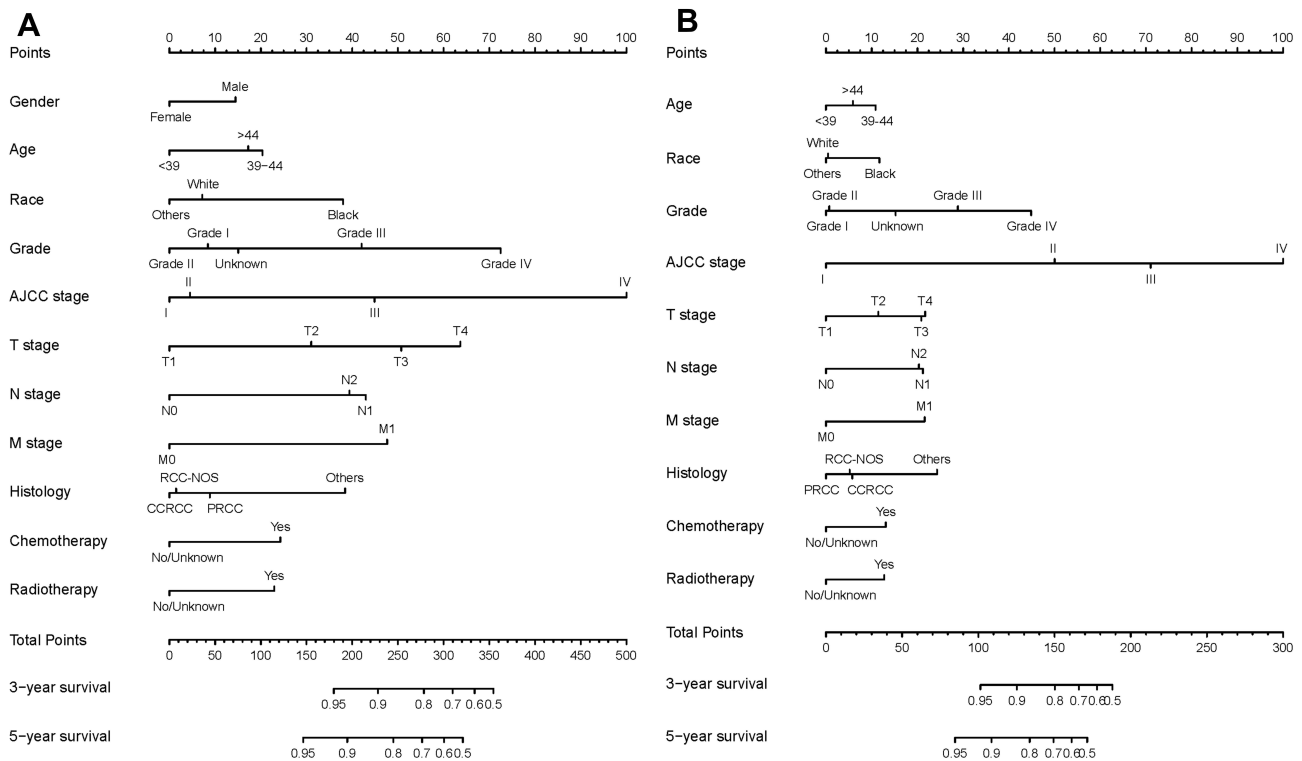 A
0 10 20 30 40 50 60 70 80 90 100
Points
Male
Gender
Female
>44
Age
<39 39−44
White
Race
Others Black
Grade I Grade III
Grade
Grade II Unknown Grade IV
II IV
AJCC stage
I III
T2 T4
T stage
T1 T3
N2
N stage
N0 N1
M1
M stage
M0
RCC-NOS Others
Histology
CCRCC PRCC
Yes
Chemotherapy
No/Unknown
Yes
Radiotherapy
No/Unknown
Total Points
0 50 100 150 200 250 300 350 400 450 500
3−year survival
0.95 0.9 0.8 0.7 0.6 0.5
5−year survival
0.95 0.9 0.8 0.7 0.6 0.5
B
0 10 20 30 40 50 60 70 80 90 100
Points
>44
Age
<39 39-44
White
Race
Others Black
Grade II Grade III
Grade
Grade I Unknown Grade IV
II IV
AJCC stage
I III
T2 T4
T stage
T1 T3
N2
N stage
N0 N1
M1
M stage
M0
RCC-NOS Others
Histology
PRCC CCRCC
Yes
Chemotherapy
No/Unknown
Yes
Radiotherapy
No/Unknown
Total Points
0 50 100 150 200 250 300
3−year survival
0.95 0.9 0.8 0.7 0.6 0.5
5−year survival
0.95 0.9 0.8 0.7 0.6 0.5